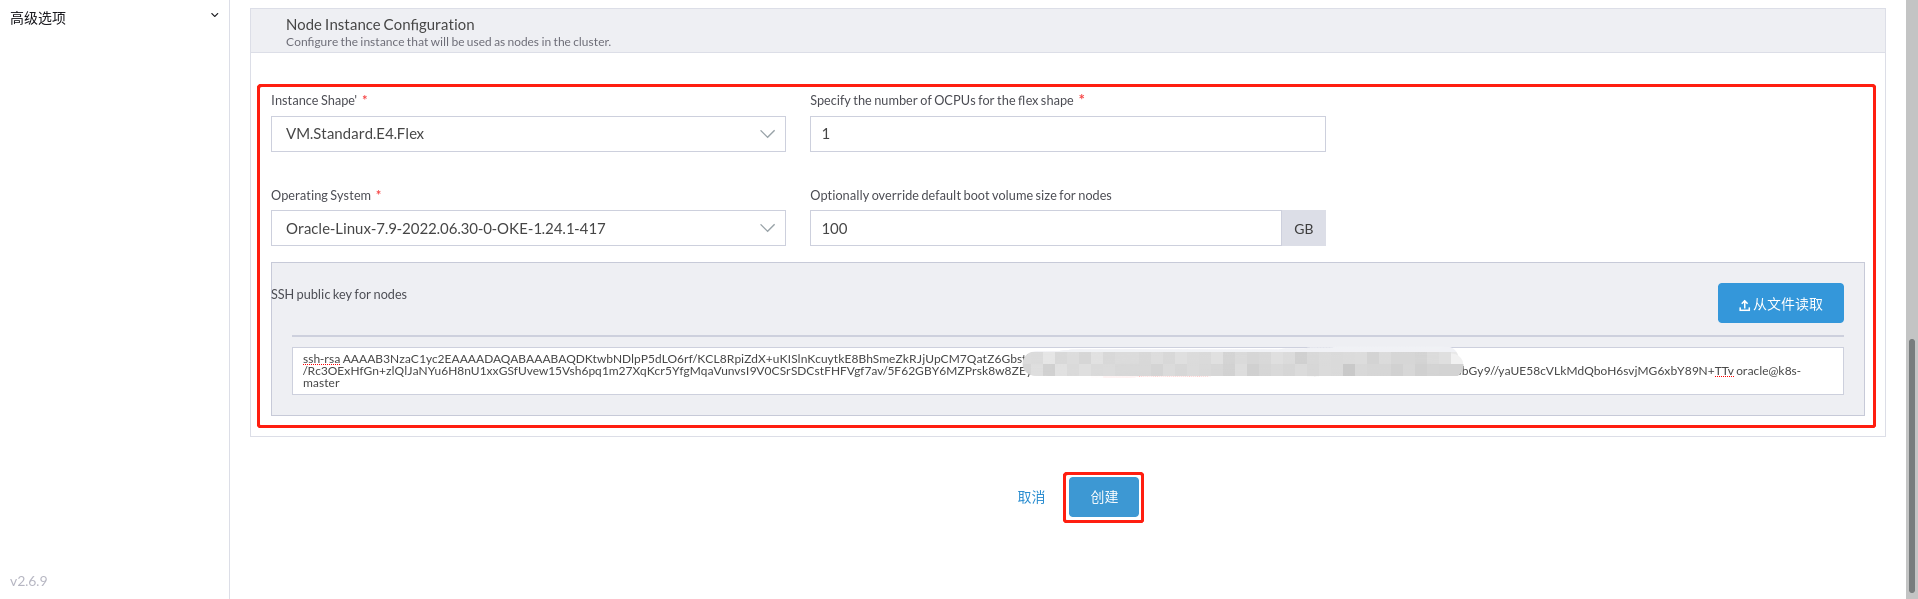 高级选项
Node Instance Configuration
Configure the instance that will be used as nodes in the cluster.
Instance Shape' *
Specify the number of OCPUs for the flex shape *
VM.Standard.E4.Flex
1
Operating System *
Optionally override default boot volume size for nodes
Oracle-Linux-7.9-2022.06.30-0-OKE-1.24.1-417
100
GB
SSH public key for nodes
从文件读取
ssh-rsa AAAAB3NzaC1yc2EAAAADAQABAAABAQDKtwbNDlpP5dLO6rf/KCL8RpiZdX+uKISlnKcuytkE8BhSmeZkRJjUpCM7QatZ6Gbst
/Rc3OExHfGn+zlQlJaNYu6H8nU1xxGSfUvew15Vsh6pq1m27XqKcr5YfgMqaVunvsI9V0CSrSDCstFHFVgf7av/5F62GBY6MZPrsk8w8ZE bGy9//yaUE58cVLkMdQboH6svjMG6xbY89N+TTv oracle@k8s-
master
取消
创建
v2.6.9